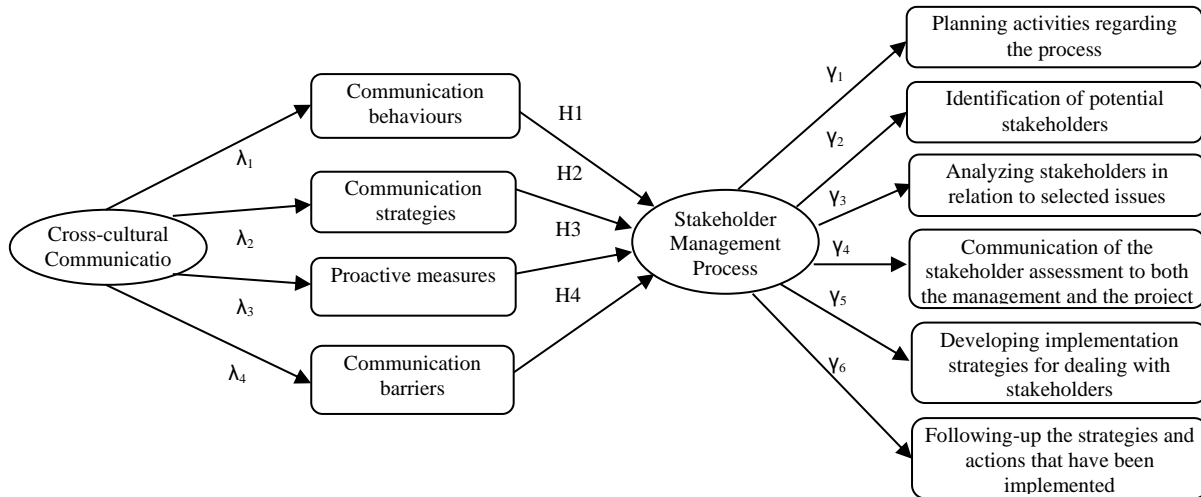 Cross-cultural
Communicatio
λ1
λ2
λ3
λ4
Communication
behaviours
Communication
strategies
Proactive measures
Communication
barriers
H1
H2
H3
H4
Stakeholder
Management
Process
γ1
γ2
γ3
γ4
γ5
γ6
Planning activities regarding
the process
Identification of potential
stakeholders
Analyzing stakeholders in
relation to selected issues
Communication of the
stakeholder assessment to both
the management and the project
Developing implementation
strategies for dealing with
stakeholders
Following-up the strategies and
actions that have been
implemented